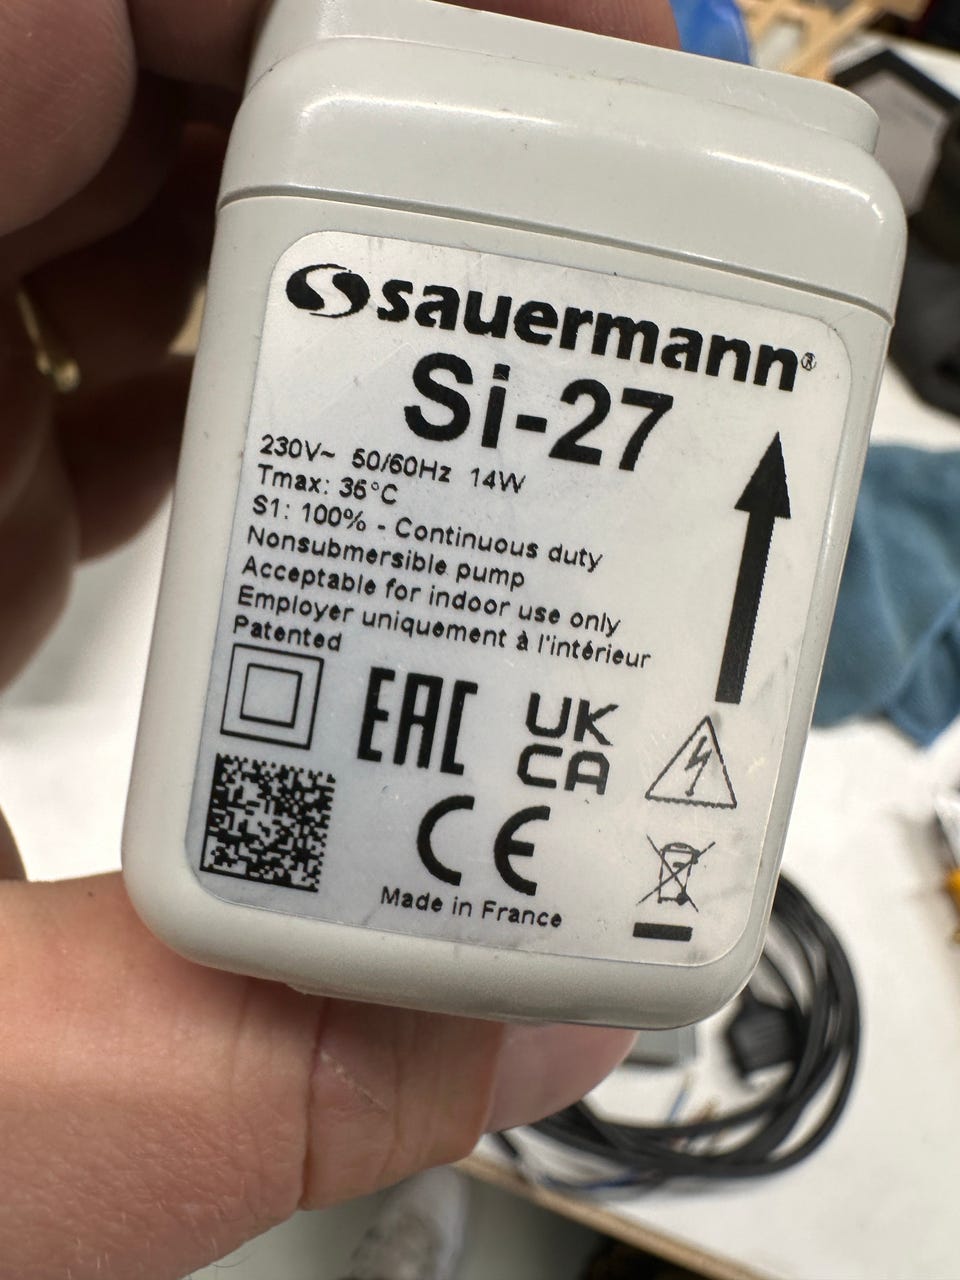 sauermann®
Si-27
230V~ 50/60Hz 14W
Tmax: 36°C
S1: 100% - Continuous duty
Nonsubmersible pump
Acceptable for indoor use only
Employer uniquement à l'intérieur
Patented
EAC
UK
CA
CE
Made in France